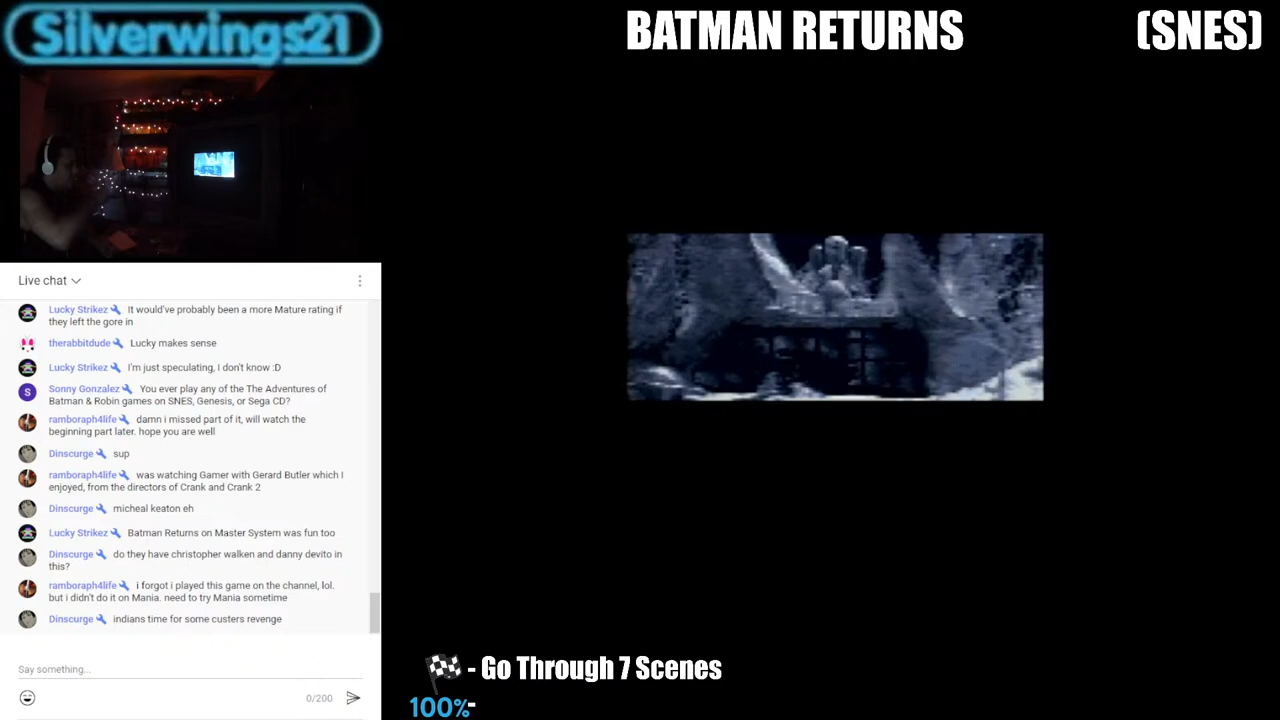 Silverwings21
BATMAN RETURNS
(SNES)
Live chat
Lucky Strikez It would've probably been a more Mature rating if
they left the gore in
therabbitdude Lucky makes sense
Lucky Strikez I'm just speculating, I don't know :D
S Sonny Gonzalez You ever play any of the The Adventures of
Batman & Robin games on SNES, Genesis, or Sega CD?
ramboraph4life damn i missed part of it, will watch the
beginning part later. hope you are well
Dinscurge sup
ramboraph4life was watching Gamer with Gerard Butler which I
enjoyed, from the directors of Crank and Crank 2
Dinscurge micheal keaton eh
Lucky Strikez Batman Returns on Master System was fun too
Dinscurge do they have christopher walken and danny devito in
this?
ramboraph4life i forgot i played this game on the channel, lol.
but i didn't do it on Mania. need to try Mania sometime
Dinscurge indians time for some custers revenge
Say something...
0/200
- Go Through 7 Scenes
100%-